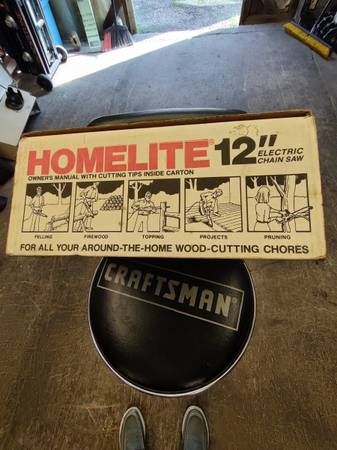 HOMELITE® 12" ELECTRIC
CHAIN SAW
OWNER'S MANUAL WITH CUTTING TIPS INSIDE CARTON
FELLING FIREWOOD TOPPING PROJECTS PRUNING
FOR ALL YOUR AROUND-THE-HOME WOOD-CUTTING CHORES
CRAFTSMAN®